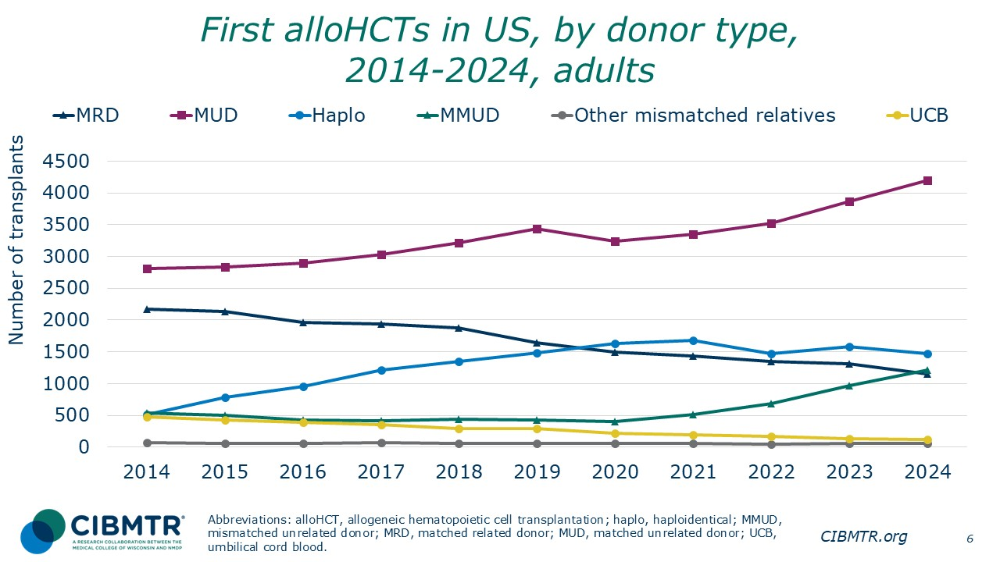 First alloHCTs in US, by donor type,
2014-2024, adults
MRD MUD Haplo MMUD Other mismatched relatives UCB
Number of transplants
4500
4000
3500
3000
2500
2000
1500
1000
500
0
2014 2015 2016 2017 2018 2019 2020 2021 2022 2023 2024
CIBMTR®
A RESEARCH COLLABORATION BETWEEN THE
MEDICAL COLLEGE OF WISCONSIN AND NMDP
Abbreviations: alloHCT, allogeneic hematopoietic cell transplantation; haplo, haploidentical; MMUD,
mismatched unrelated donor; MRD, matched related donor; MUD, matched unrelated donor; UCB,
umbilical cord blood.
CIBMTR.org
6